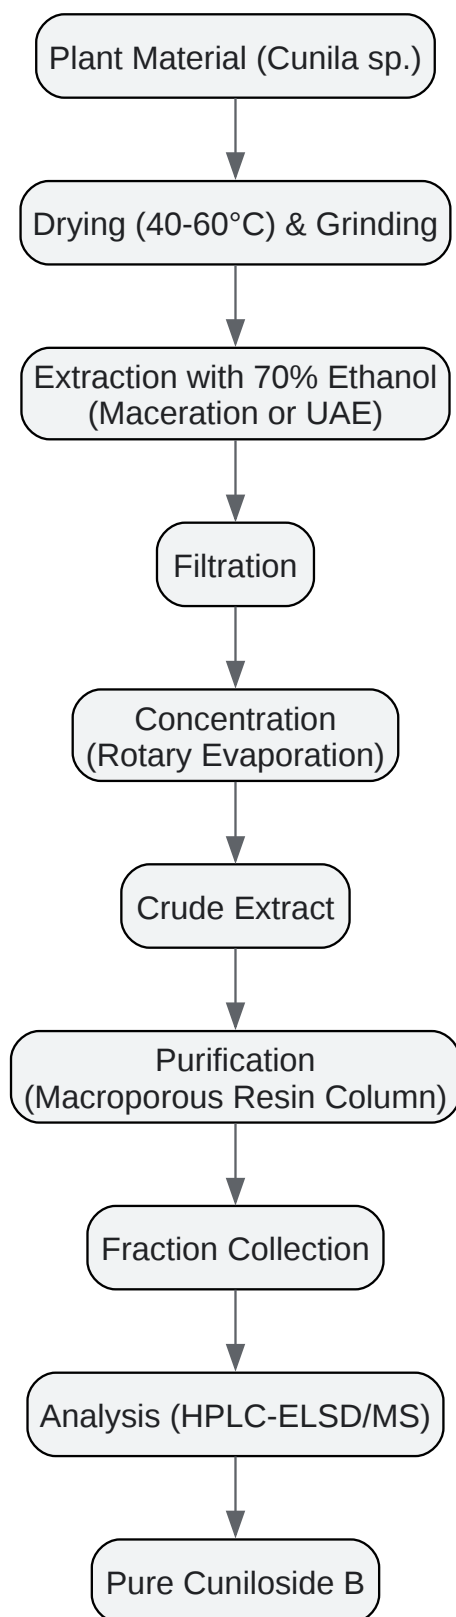 Plant Material (Cunila sp.)
Drying (40-60°C) & Grinding
Extraction with 70% Ethanol
(Maceration or UAE)
Filtration
Concentration
(Rotary Evaporation)
Crude Extract
Purification
(Macroporous Resin Column)
Fraction Collection
Analysis (HPLC-ELSD/MS)
Pure Cuniloside B